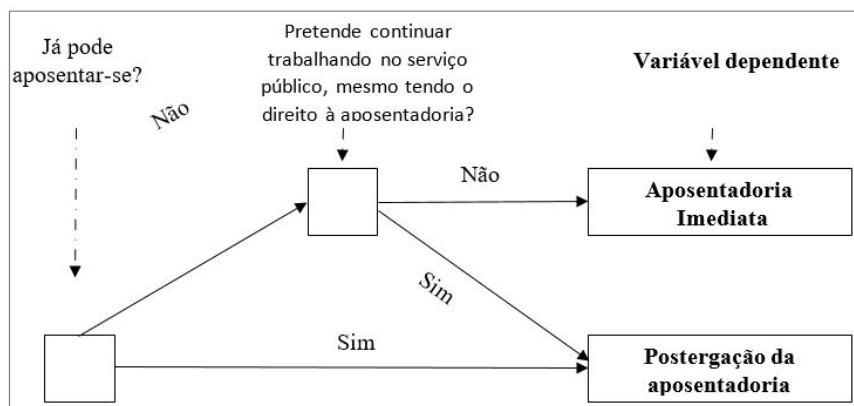 Já pode
aposentar-se?
Não
Pretende continuar
trabalhando no serviço
público, mesmo tendo o
direito à aposentadoria?
Variável dependente
Não
Aposentadoria
Imediata
Sim
Sim
Postergação da
aposentadoria